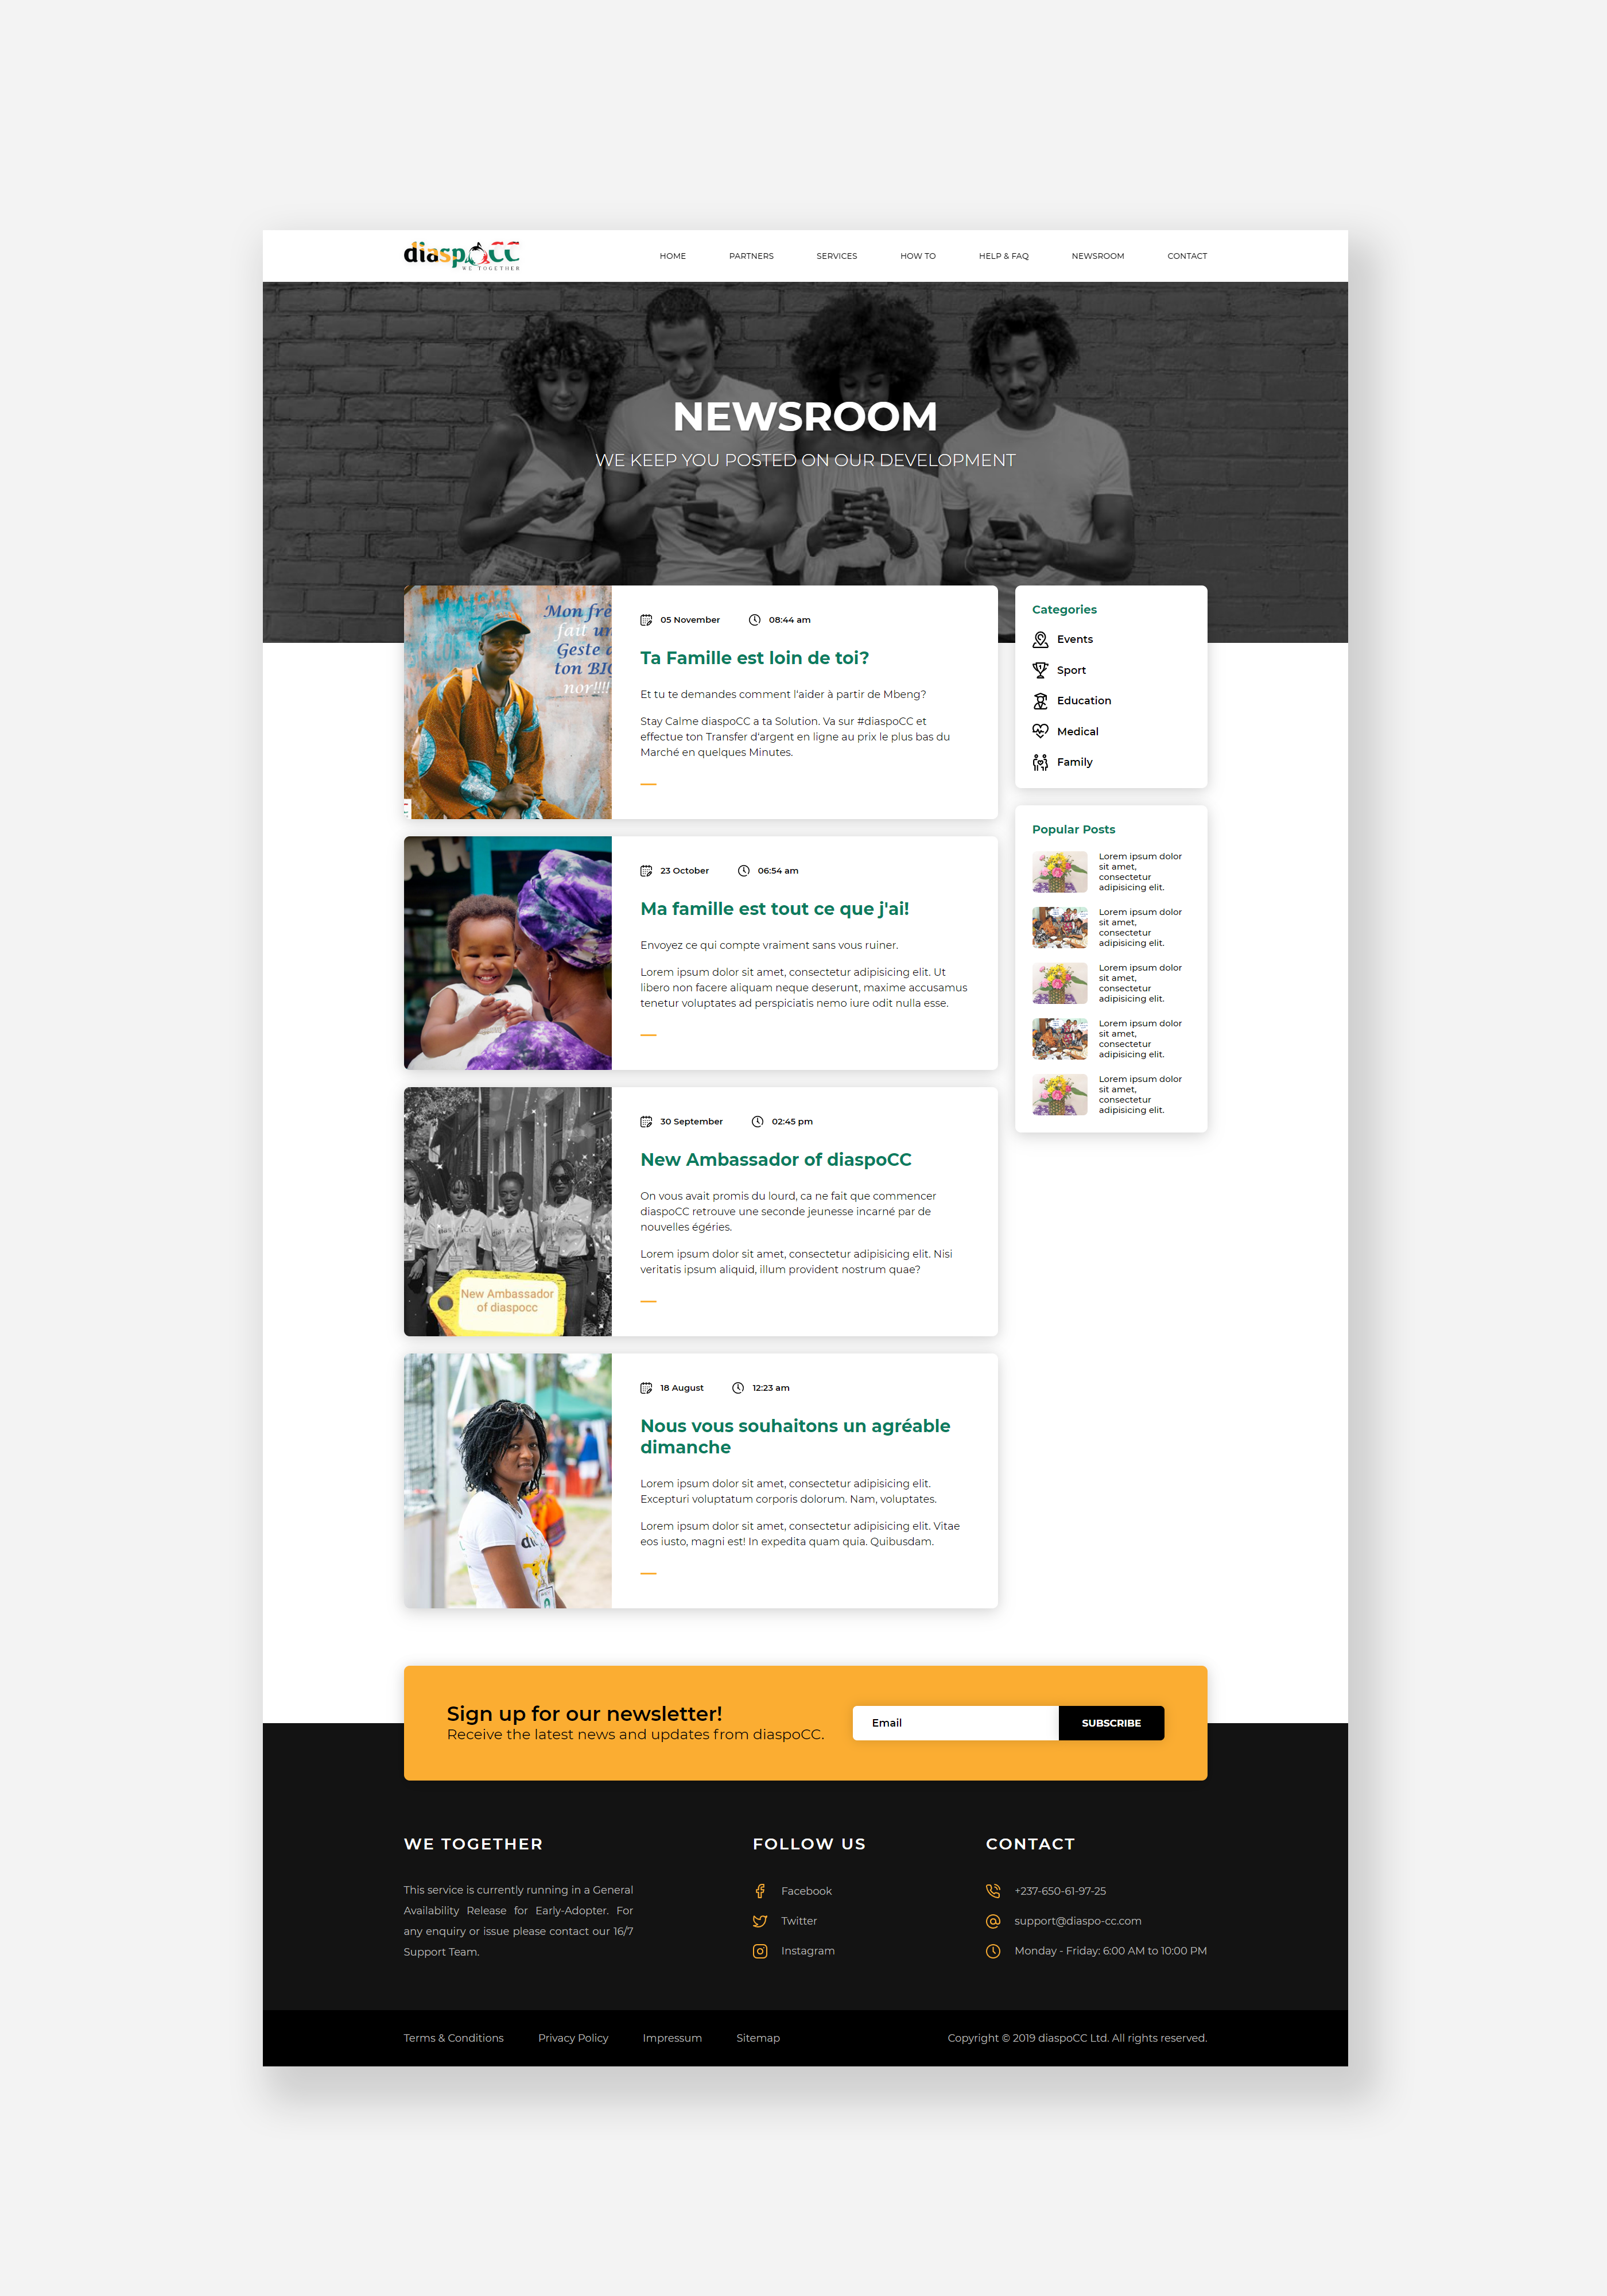 diaspoCC
WE TOGETHER
HOME PARTNERS SERVICES HOW TO HELP & FAQ NEWSROOM CONTACT
NEWSROOM
WE KEEP YOU POSTED ON OUR DEVELOPMENT
Mon frè
fait un
Geste d
ton BIG
nor!!!!
05 November 08:44 am
Ta Famille est loin de toi?
Et tu te demandes comment l'aider à partir de Mbeng?
Stay Calme diaspoCC a ta Solution. Va sur #diaspoCC et
effectue ton Transfer d'argent en ligne au prix le plus bas du
Marché en quelques Minutes.
23 October 06:54 am
Ma famille est tout ce que j'ai!
Envoyez ce qui compte vraiment sans vous ruiner.
Lorem ipsum dolor sit amet, consectetur adipisicing elit. Ut
libero non facere aliquam neque deserunt, maxime accusamus
tenetur voluptates ad perspiciatis nemo iure odit nulla esse.
New Ambassador
of diaspocc
30 September 02:45 pm
New Ambassador of diaspoCC
On vous avait promis du lourd, ca ne fait que commencer
diaspoCC retrouve une seconde jeunesse incarné par de
nouvelles égéries.
Lorem ipsum dolor sit amet, consectetur adipisicing elit. Nisi
veritatis ipsum aliquid, illum provident nostrum quae?
18 August 12:23 am
Nous vous souhaitons un agréable
dimanche
Lorem ipsum dolor sit amet, consectetur adipisicing elit.
Excepturi voluptatum corporis dolorum. Nam, voluptates.
Lorem ipsum dolor sit amet, consectetur adipisicing elit. Vitae
eos iusto, magni est! In expedita quam quia. Quibusdam.
Categories
Events
Sport
Education
Medical
Family
Popular Posts
Lorem ipsum dolor
sit amet,
consectetur
adipisicing elit.
Lorem ipsum dolor
sit amet,
consectetur
adipisicing elit.
Lorem ipsum dolor
sit amet,
consectetur
adipisicing elit.
Lorem ipsum dolor
sit amet,
consectetur
adipisicing elit.
Lorem ipsum dolor
sit amet,
consectetur
adipisicing elit.
Sign up for our newsletter!
Receive the latest news and updates from diaspoCC.
Email
SUBSCRIBE
WE TOGETHER
This service is currently running in a General
Availability Release for Early-Adopter. For
any enquiry or issue please contact our 16/7
Support Team.
FOLLOW US
Facebook
Twitter
Instagram
CONTACT
+237-650-61-97-25
support@diaspo-cc.com
Monday - Friday: 6:00 AM to 10:00 PM
Terms & Conditions Privacy Policy Impressum Sitemap Copyright © 2019 diaspoCC Ltd. All rights reserved.